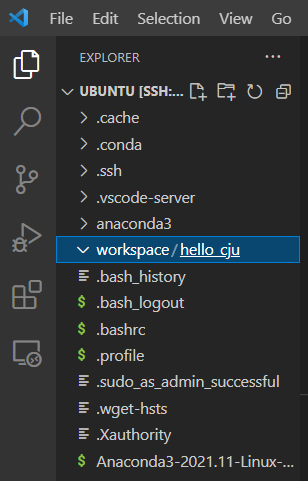 File Edit Selection View Go
EXPLORER ...
UBUNTU [SSH:...
.cache
.conda
.ssh
.vscode-server
anaconda3
workspace / hello_cju
.bash_history
$ .bash_logout
$ .bashrc
$ .profile
.sudo_as_admin_successful
.wget-hsts
.Xauthority
$ Anaconda3-2021.11-Linux-...